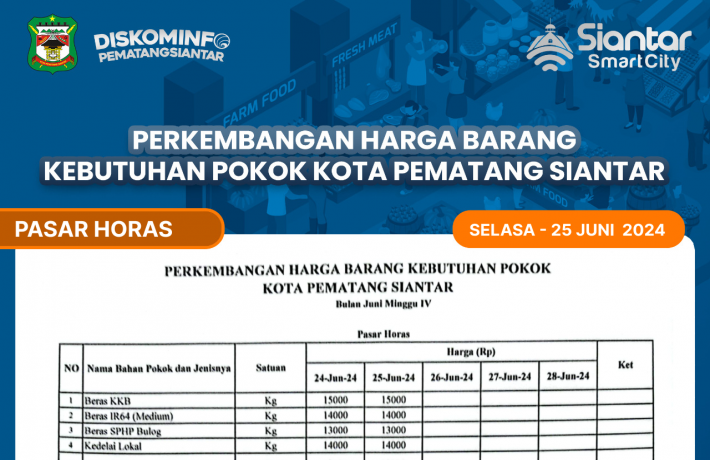 DISKOMINFO
PEMATANGSIANTAR
Siantar
SmartCity
FARM FOOD
FRESH MEAT
FARM FOOD
PERKEMBANGAN HARGA BARANG
KEBUTUHAN POKOK KOTA PEMATANG SIANTAR
PASAR HORAS
SELASA - 25 JUNI 2024
PERKEMBANGAN HARGA BARANG KEBUTUHAN POKOK
KOTA PEMATANG SIANTAR
Bulan Juni Minggu IV
Pasar Horas
NO Nama Bahan Pokok dan Jenisnya Satuan Harga (Rp) Ket
24-Jun-24 25-Jun-24 26-Jun-24 27-Jun-24 28-Jun-24
1 Beras KKB Kg 15000 15000
2 Beras IR64 (Medium) Kg 14000 14000
3 Beras SPHP Bulog Kg 13000 13000
4 Kedelai Lokal Kg 14000 14000